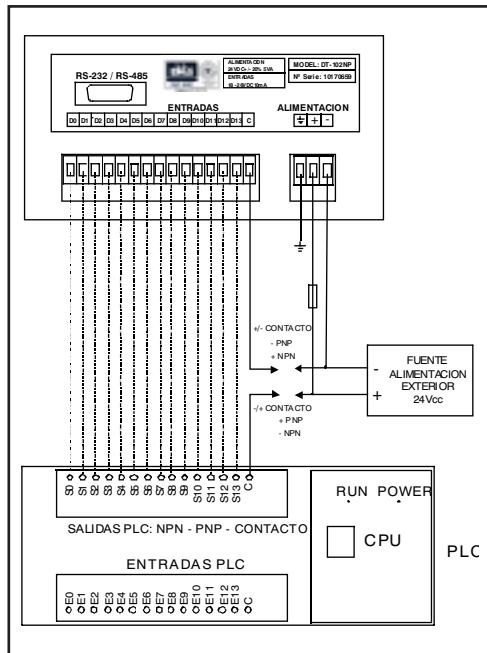 ALIMENTACION
24VDC+/- 20% 5VA
ENTRADAS
18 - 28VDC 10mA
MODEL: DT-102NP
Nº Serie: 10170659
RS-232 / RS-485
ENTRADAS
ALIMENTACION
D0 D1 D2 D3 D4 D5 D6 D7 D8 D9 D10 D11 D12 D13 C
+ -
+/- CONTACTO
- PNP
+ NPN
-/+ CONTACTO
+ PNP
- NPN
-
+
FUENTE
ALIMENTACION
EXTERIOR
24Vcc
S0 S1 S2 S3 S4 S5 S6 S7 S8 S9 S10 S11 S12 S13 C
SALIDAS PLC: NPN - PNP - CONTACTO
RUN POWER
CPU
PLC
ENTRADAS PLC
E0 E1 E2 E3 E4 E5 E6 E7 E8 E9 E10 E11 E12 E13 C